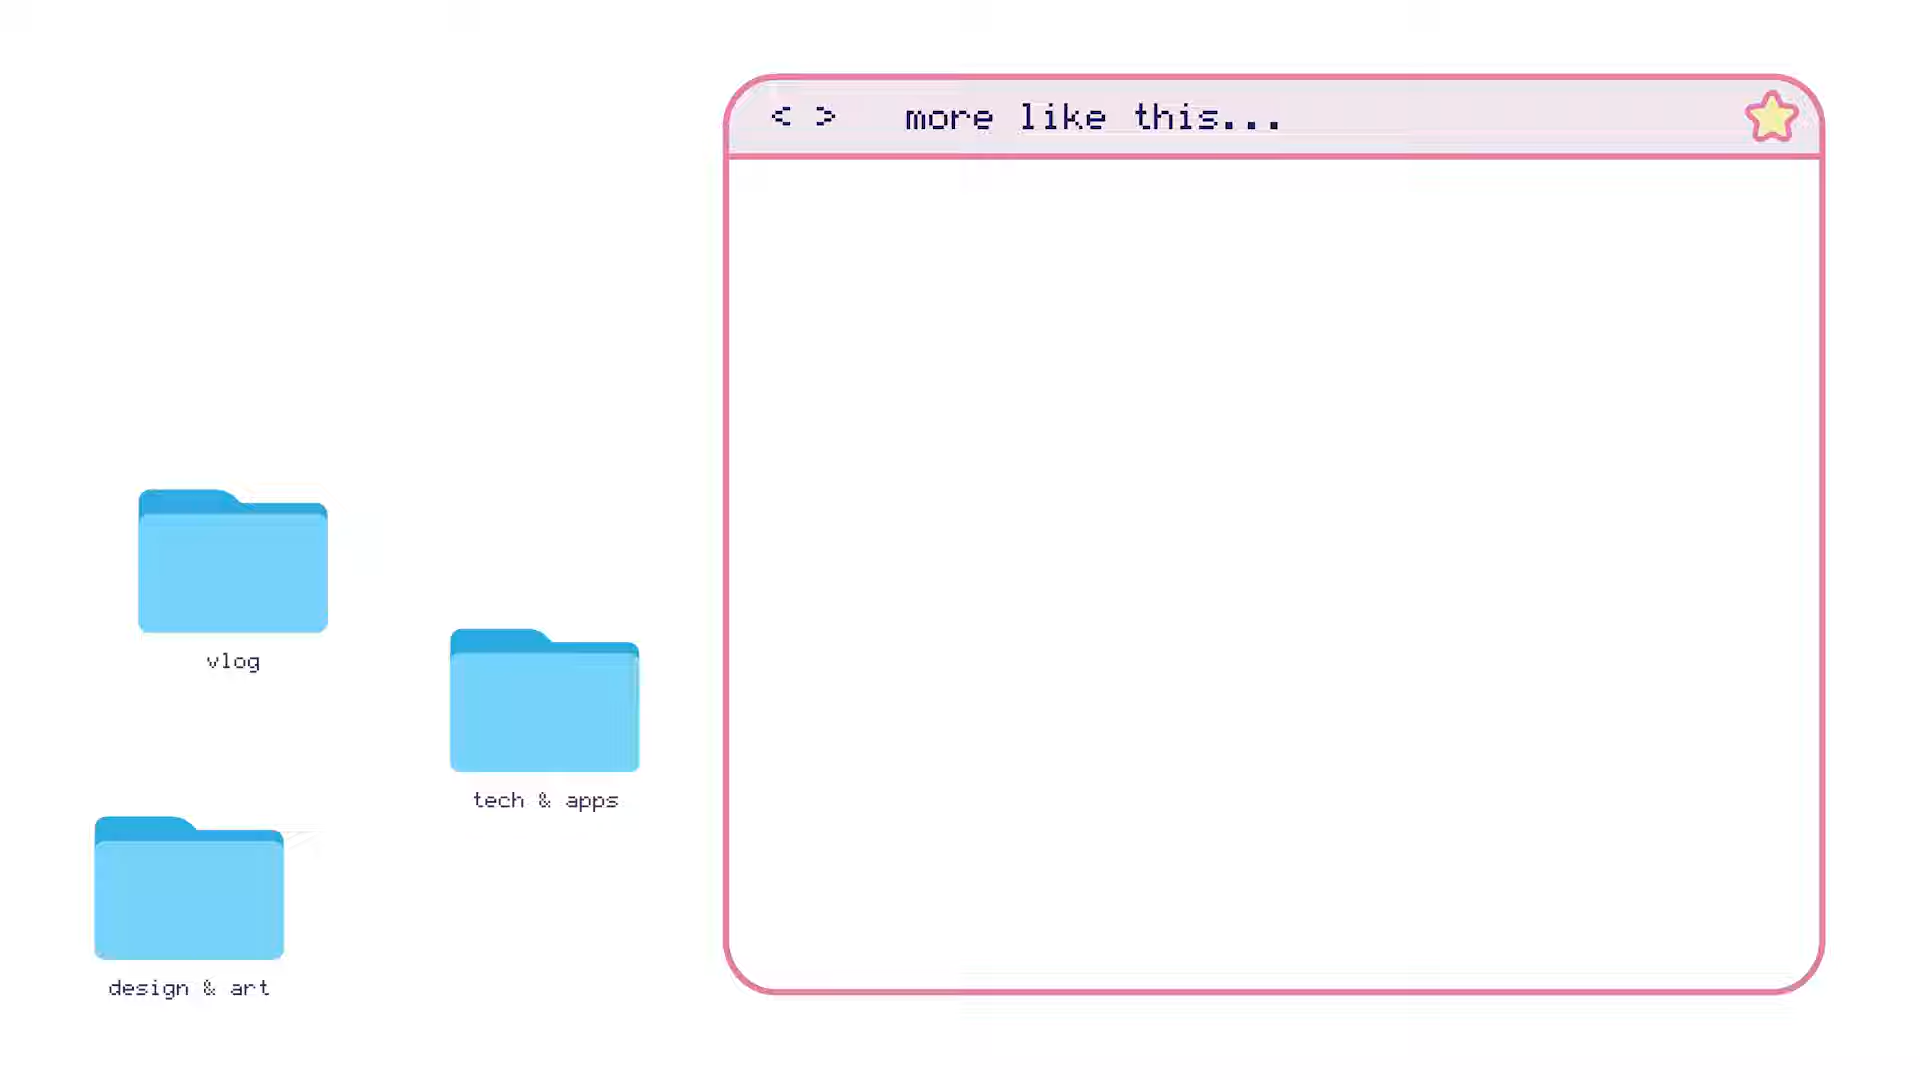 < > more like this...
vlog
tech & apps
design & art